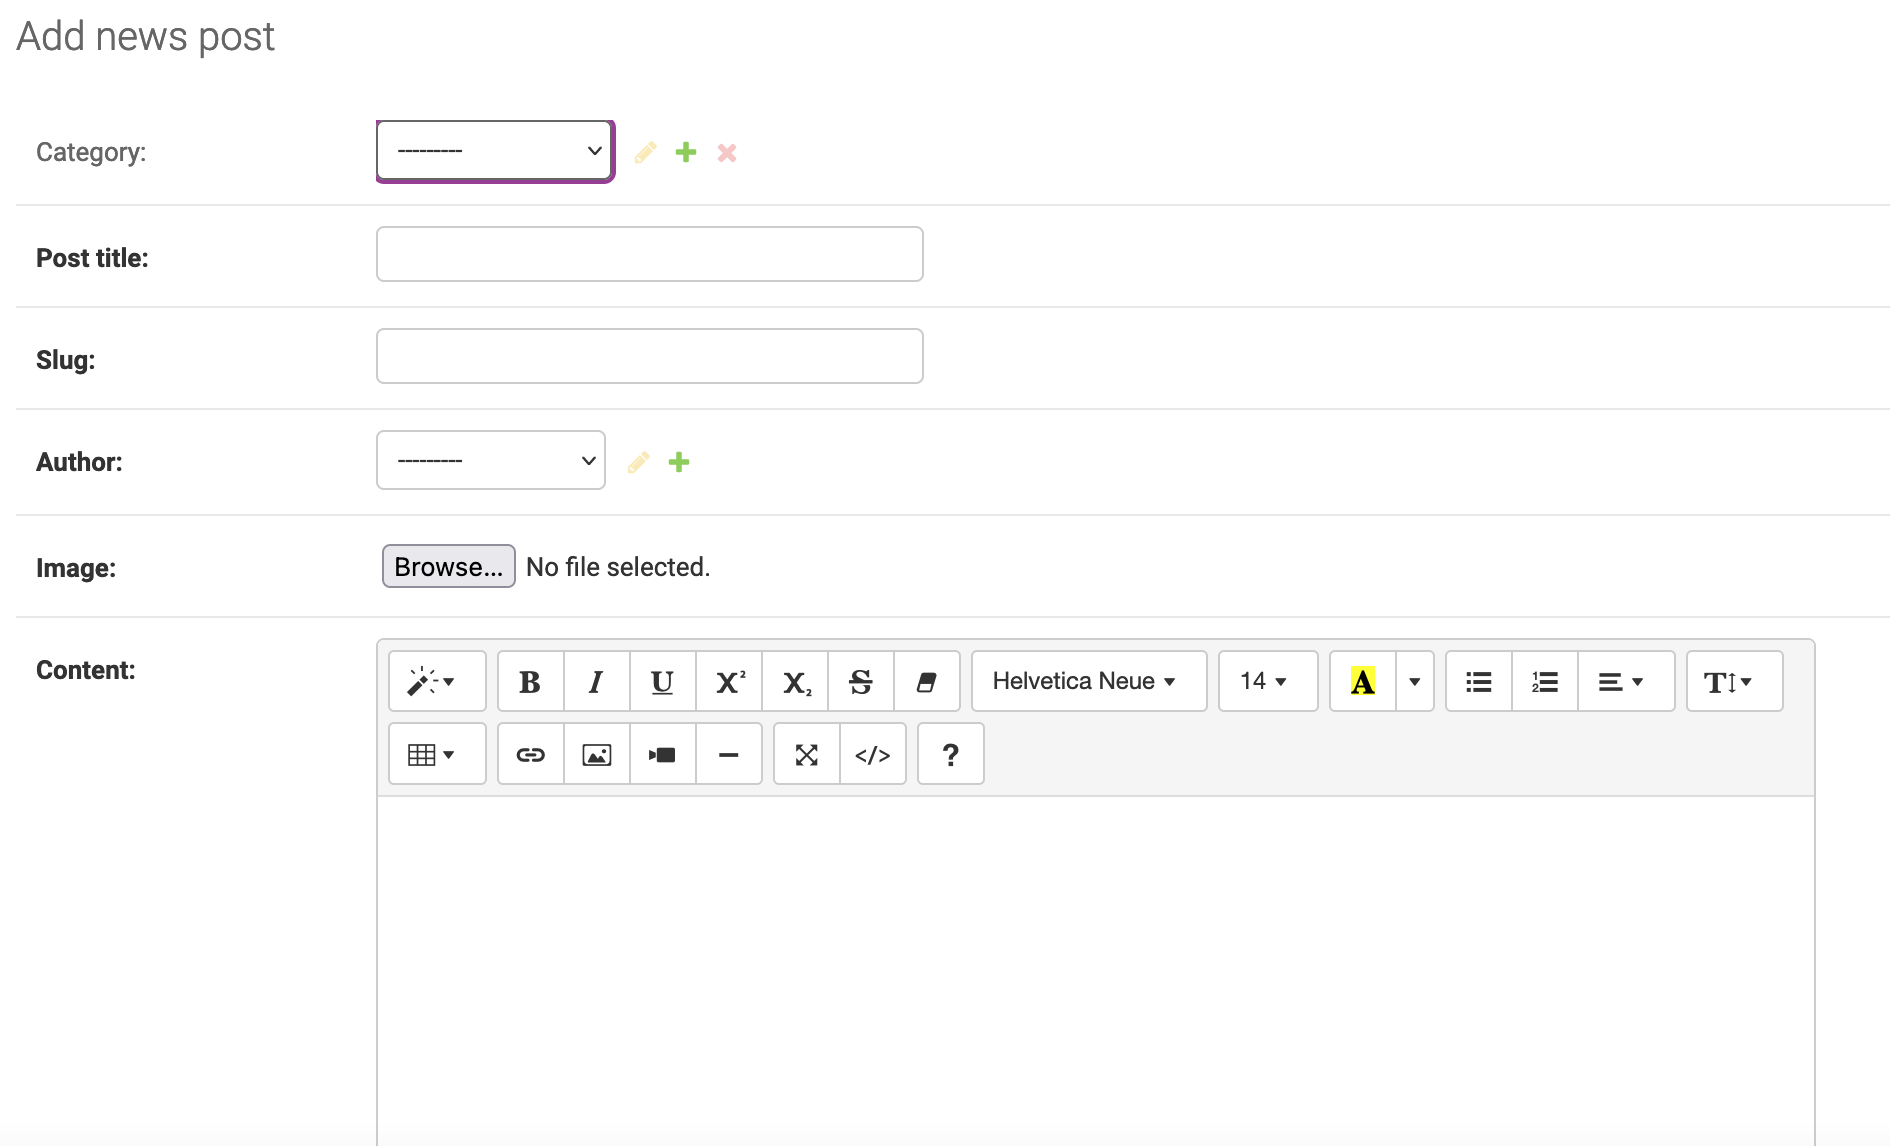 Add news post
Category: ---------
Post title:
Slug:
Author: ---------
Image: Browse... No file selected.
Content:
B I U X² X₂ S Helvetica Neue 14 A T
</> ?